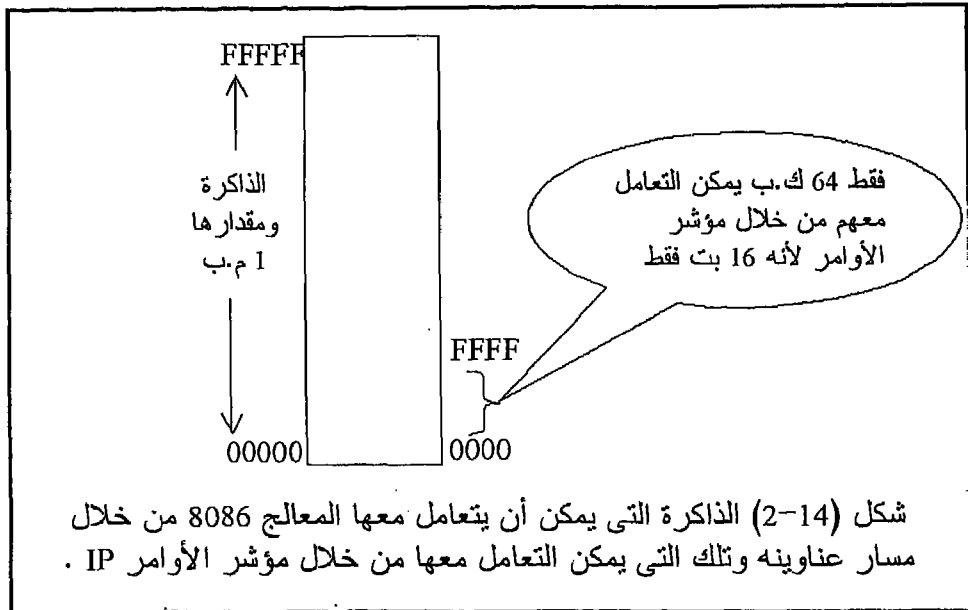 FFFFF
الذاكرة
ومقدارها
1 م.ب
00000
فقط 64 ك.ب يمكن التعامل
معهم من خلال مؤشر
الأوامر لأنه 16 بت فقط
FFFF
0000
شكل (14-2) الذاكرة التى يمكن أن يتعامل معها المعالج 8086 من خلال
مسار عناوينه وتلك التى يمكن التعامل معها من خلال مؤشر الأوامر IP .